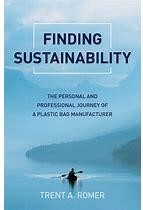 FINDING
SUSTAINABILITY
THE PERSONAL AND
PROFESSIONAL JOURNEY OF
A PLASTIC BAG MANUFACTURER
TRENT A. ROMER